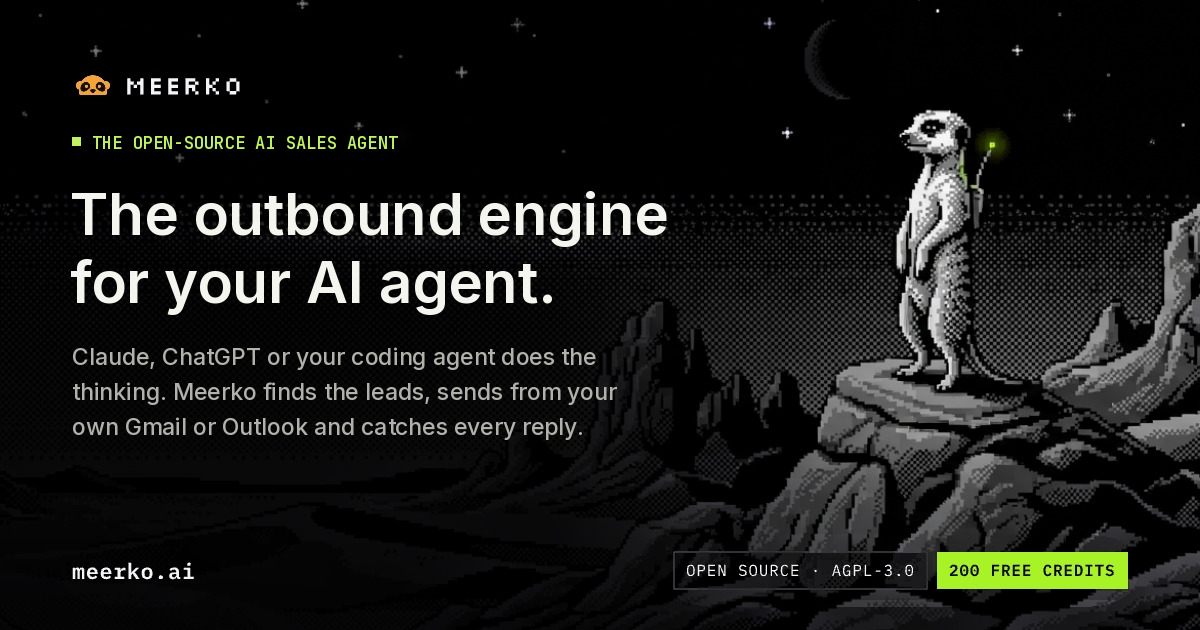 MEERKO
THE OPEN-SOURCE AI SALES AGENT
The outbound engine
for your AI agent.
Claude, ChatGPT or your coding agent does the
thinking. Meerko finds the leads, sends from your
own Gmail or Outlook and catches every reply.
meerko.ai
OPEN SOURCE · AGPL-3.0
200 FREE CREDITS